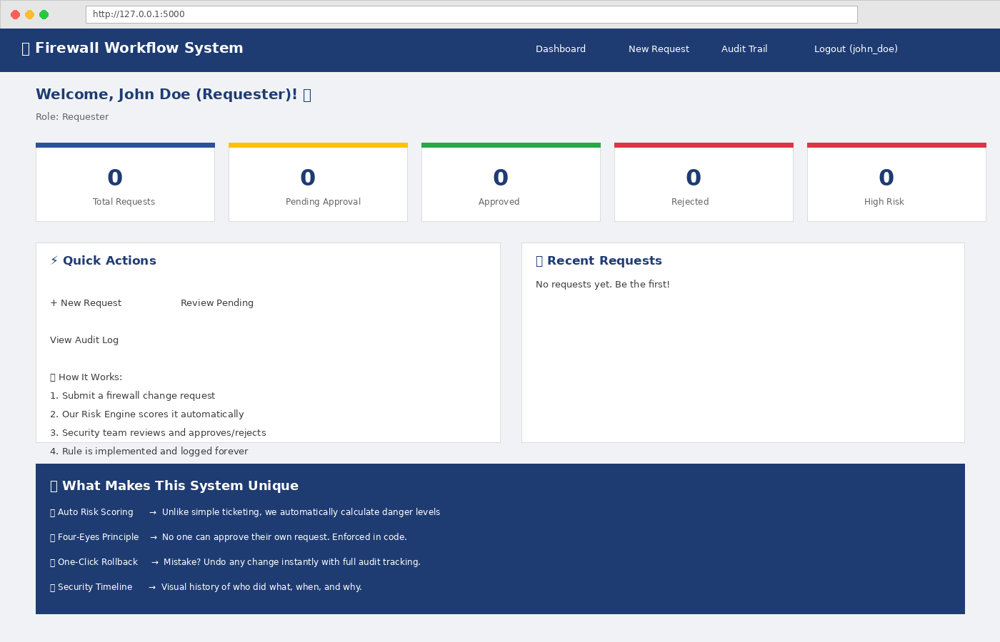 http://127.0.0.1:5000
Firewall Workflow System
Dashboard
New Request
Audit Trail
Logout (john_doe)
Welcome, John Doe (Requester)!
Role: Requester
0
Total Requests
0
Pending Approval
0
Approved
0
Rejected
0
High Risk
⚡ Quick Actions
+ New Request
Review Pending
View Audit Log
How It Works:
1. Submit a firewall change request
2. Our Risk Engine scores it automatically
3. Security team reviews and approves/rejects
4. Rule is implemented and logged forever
Recent Requests
No requests yet. Be the first!
What Makes This System Unique
Auto Risk Scoring → Unlike simple ticketing, we automatically calculate danger levels
Four-Eyes Principle → No one can approve their own request. Enforced in code.
One-Click Rollback → Mistake? Undo any change instantly with full audit tracking.
Security Timeline → Visual history of who did what, when, and why.